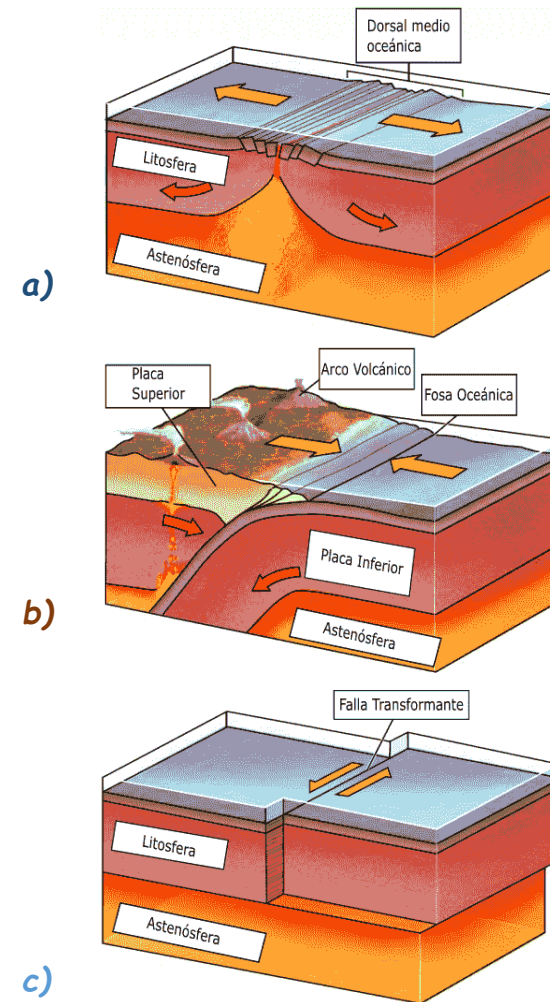 Dorsal medio
oceánica
Litosfera
Astenósfera
a)
Arco Volcánico
Placa
Superior
Fosa Oceánica
Placa Inferior
Astenósfera
b)
Falla Transformante
Litosfera
Astenósfera
c)